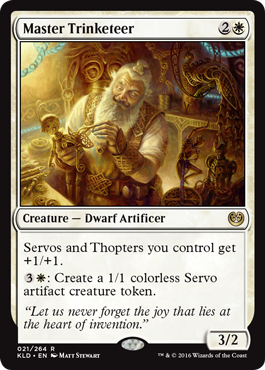 Master Trinketeer 2
Creature — Dwarf Artificer
Servos and Thopters you control get
+1/+1.
3: Create a 1/1 colorless Servo
artifact creature token.
“Let us never forget the joy that lies at
the heart of invention.”
3/2
021/264 R
KLD • EN MATT STEWART
™ & © 2016 Wizards of the Coast